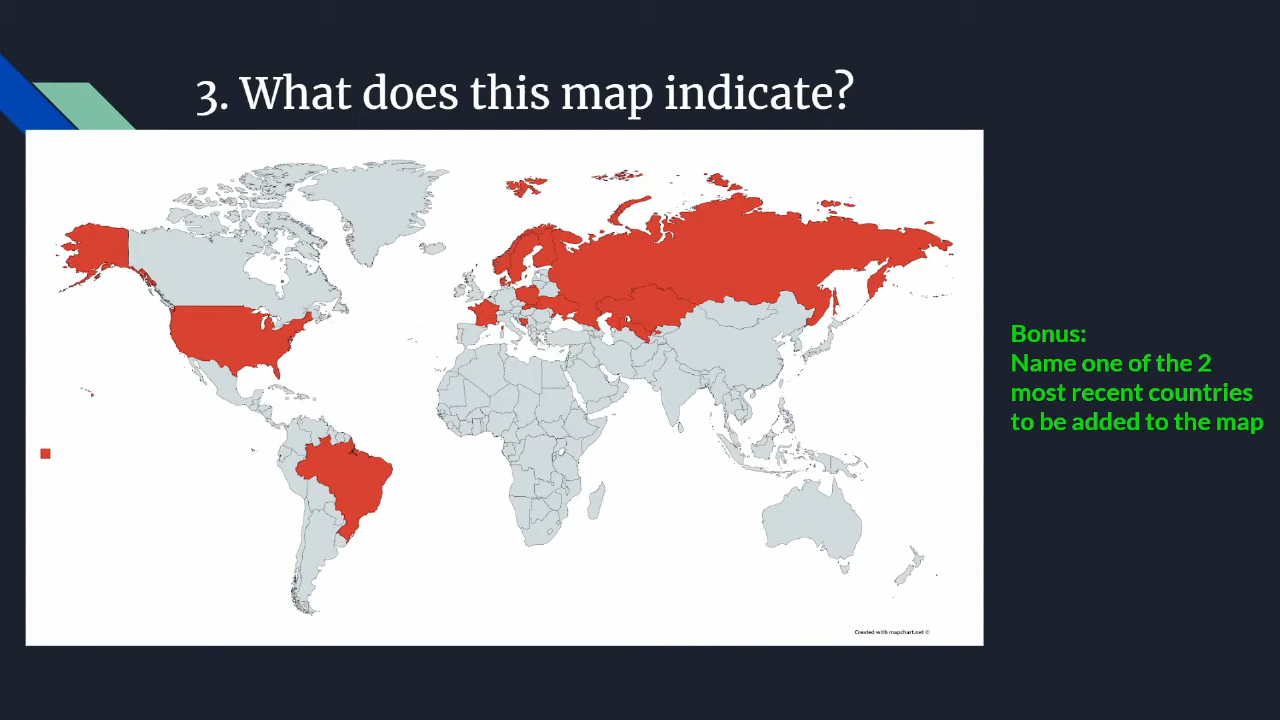 3. What does this map indicate?
Bonus:
Name one of the 2
most recent countries
to be added to the map
Created with mapchart.net ©